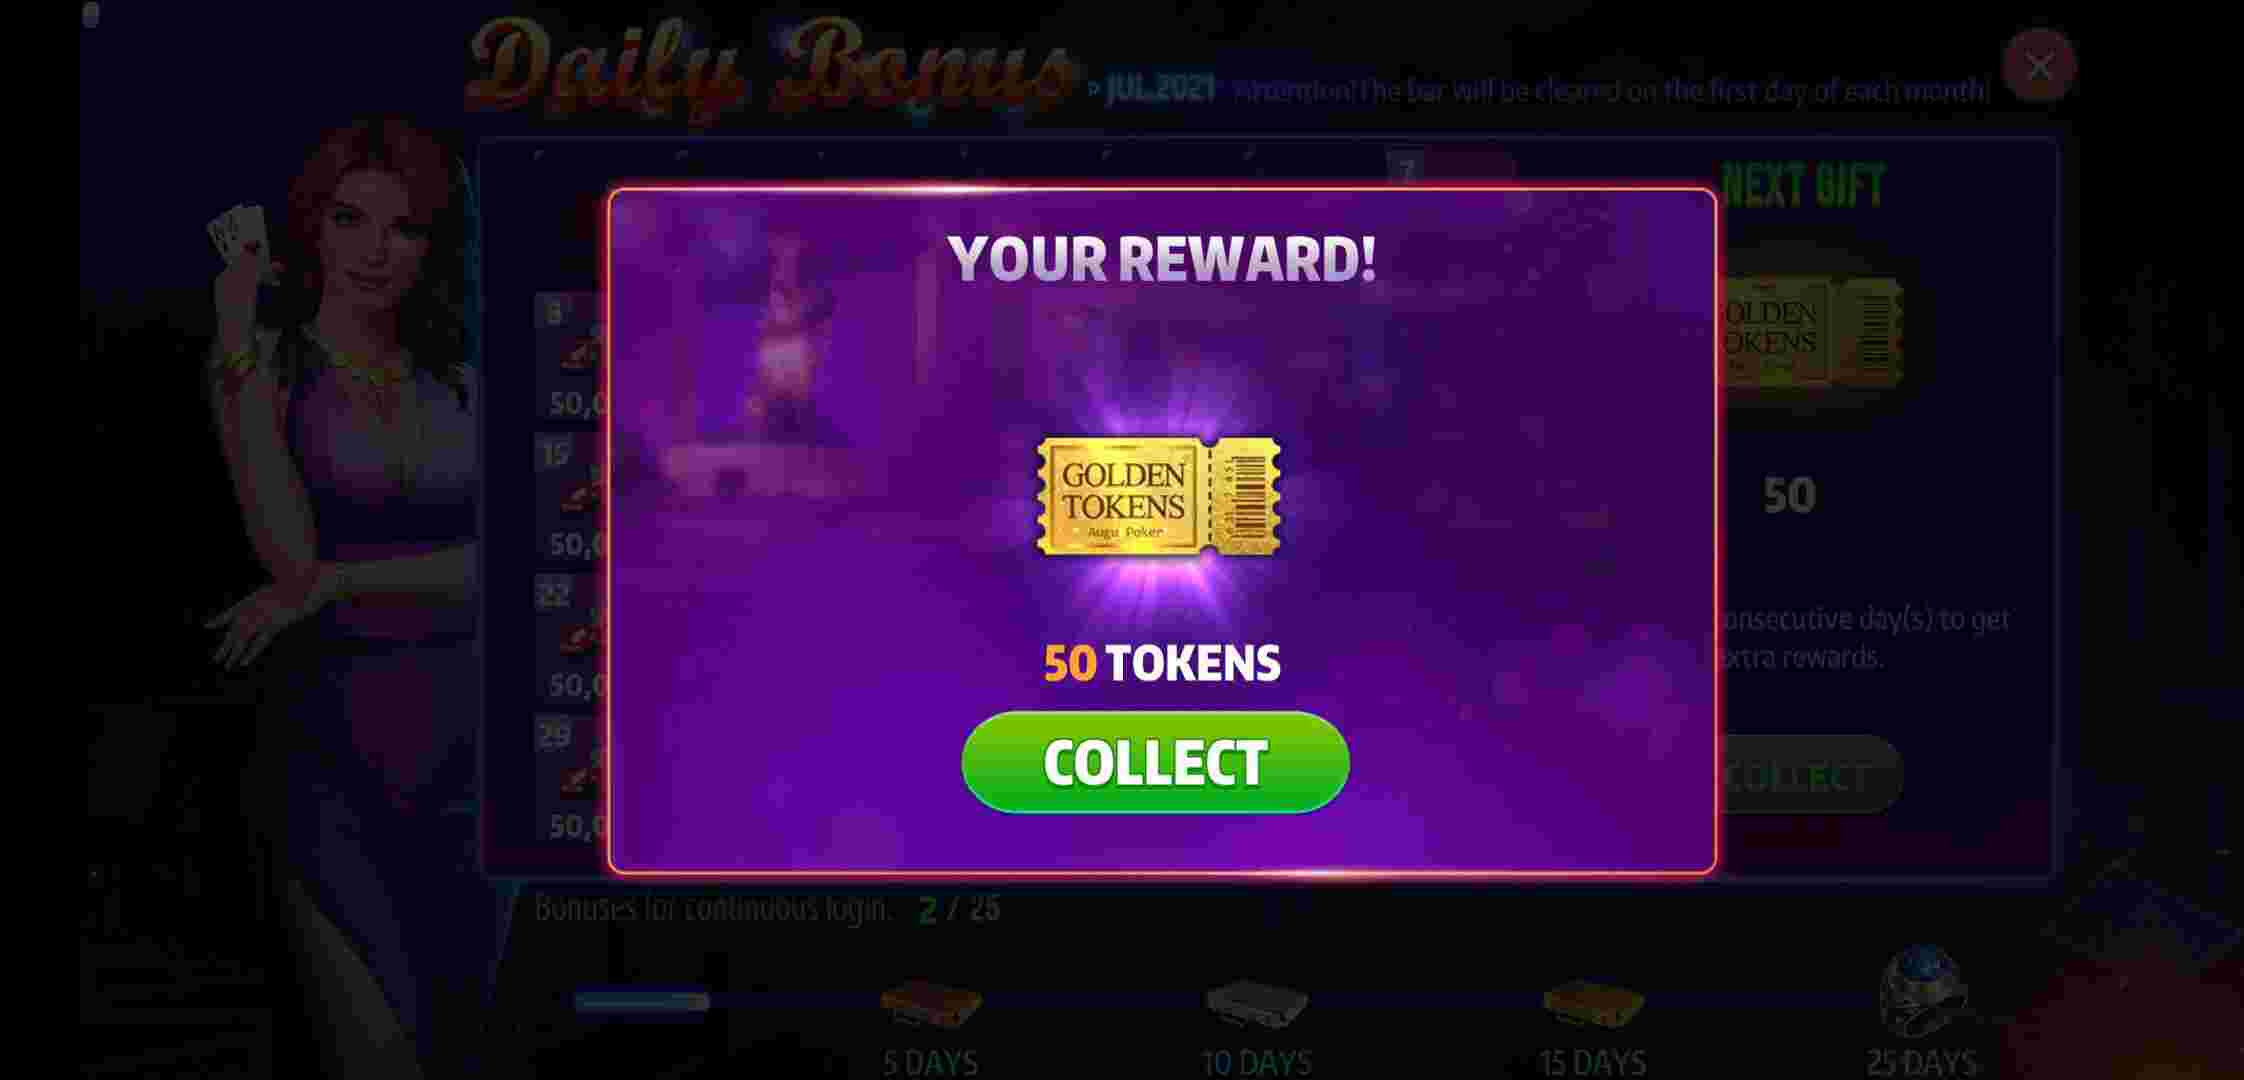 Daily Bonus
> JUL.2021 Attention!The bar will be cleared on the first day of each month!
7
NEXT GIFT
YOUR REWARD!
8
50,0
15
50,0
22
50,0
29
50,0
GOLDEN
TOKENS
Augu Poker
50 TOKENS
COLLECT
OLDEN
OKENS
50
onsecutive day(s) to get
xtra rewards.
COLLECT
Bonuses for continuous login: 2 / 25
5 DAYS
10 DAYS
15 DAYS
25 DAYS